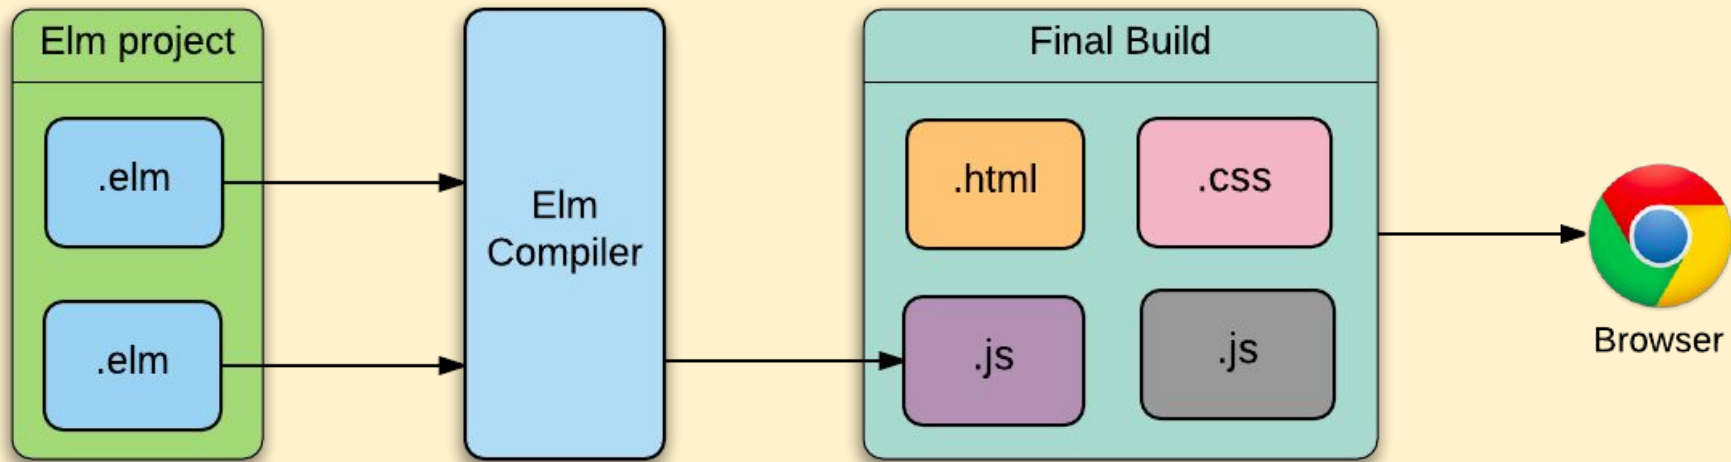 Elm project
.elm
.elm
Elm
Compiler
Final Build
.html
.css
.js
.js
Browser